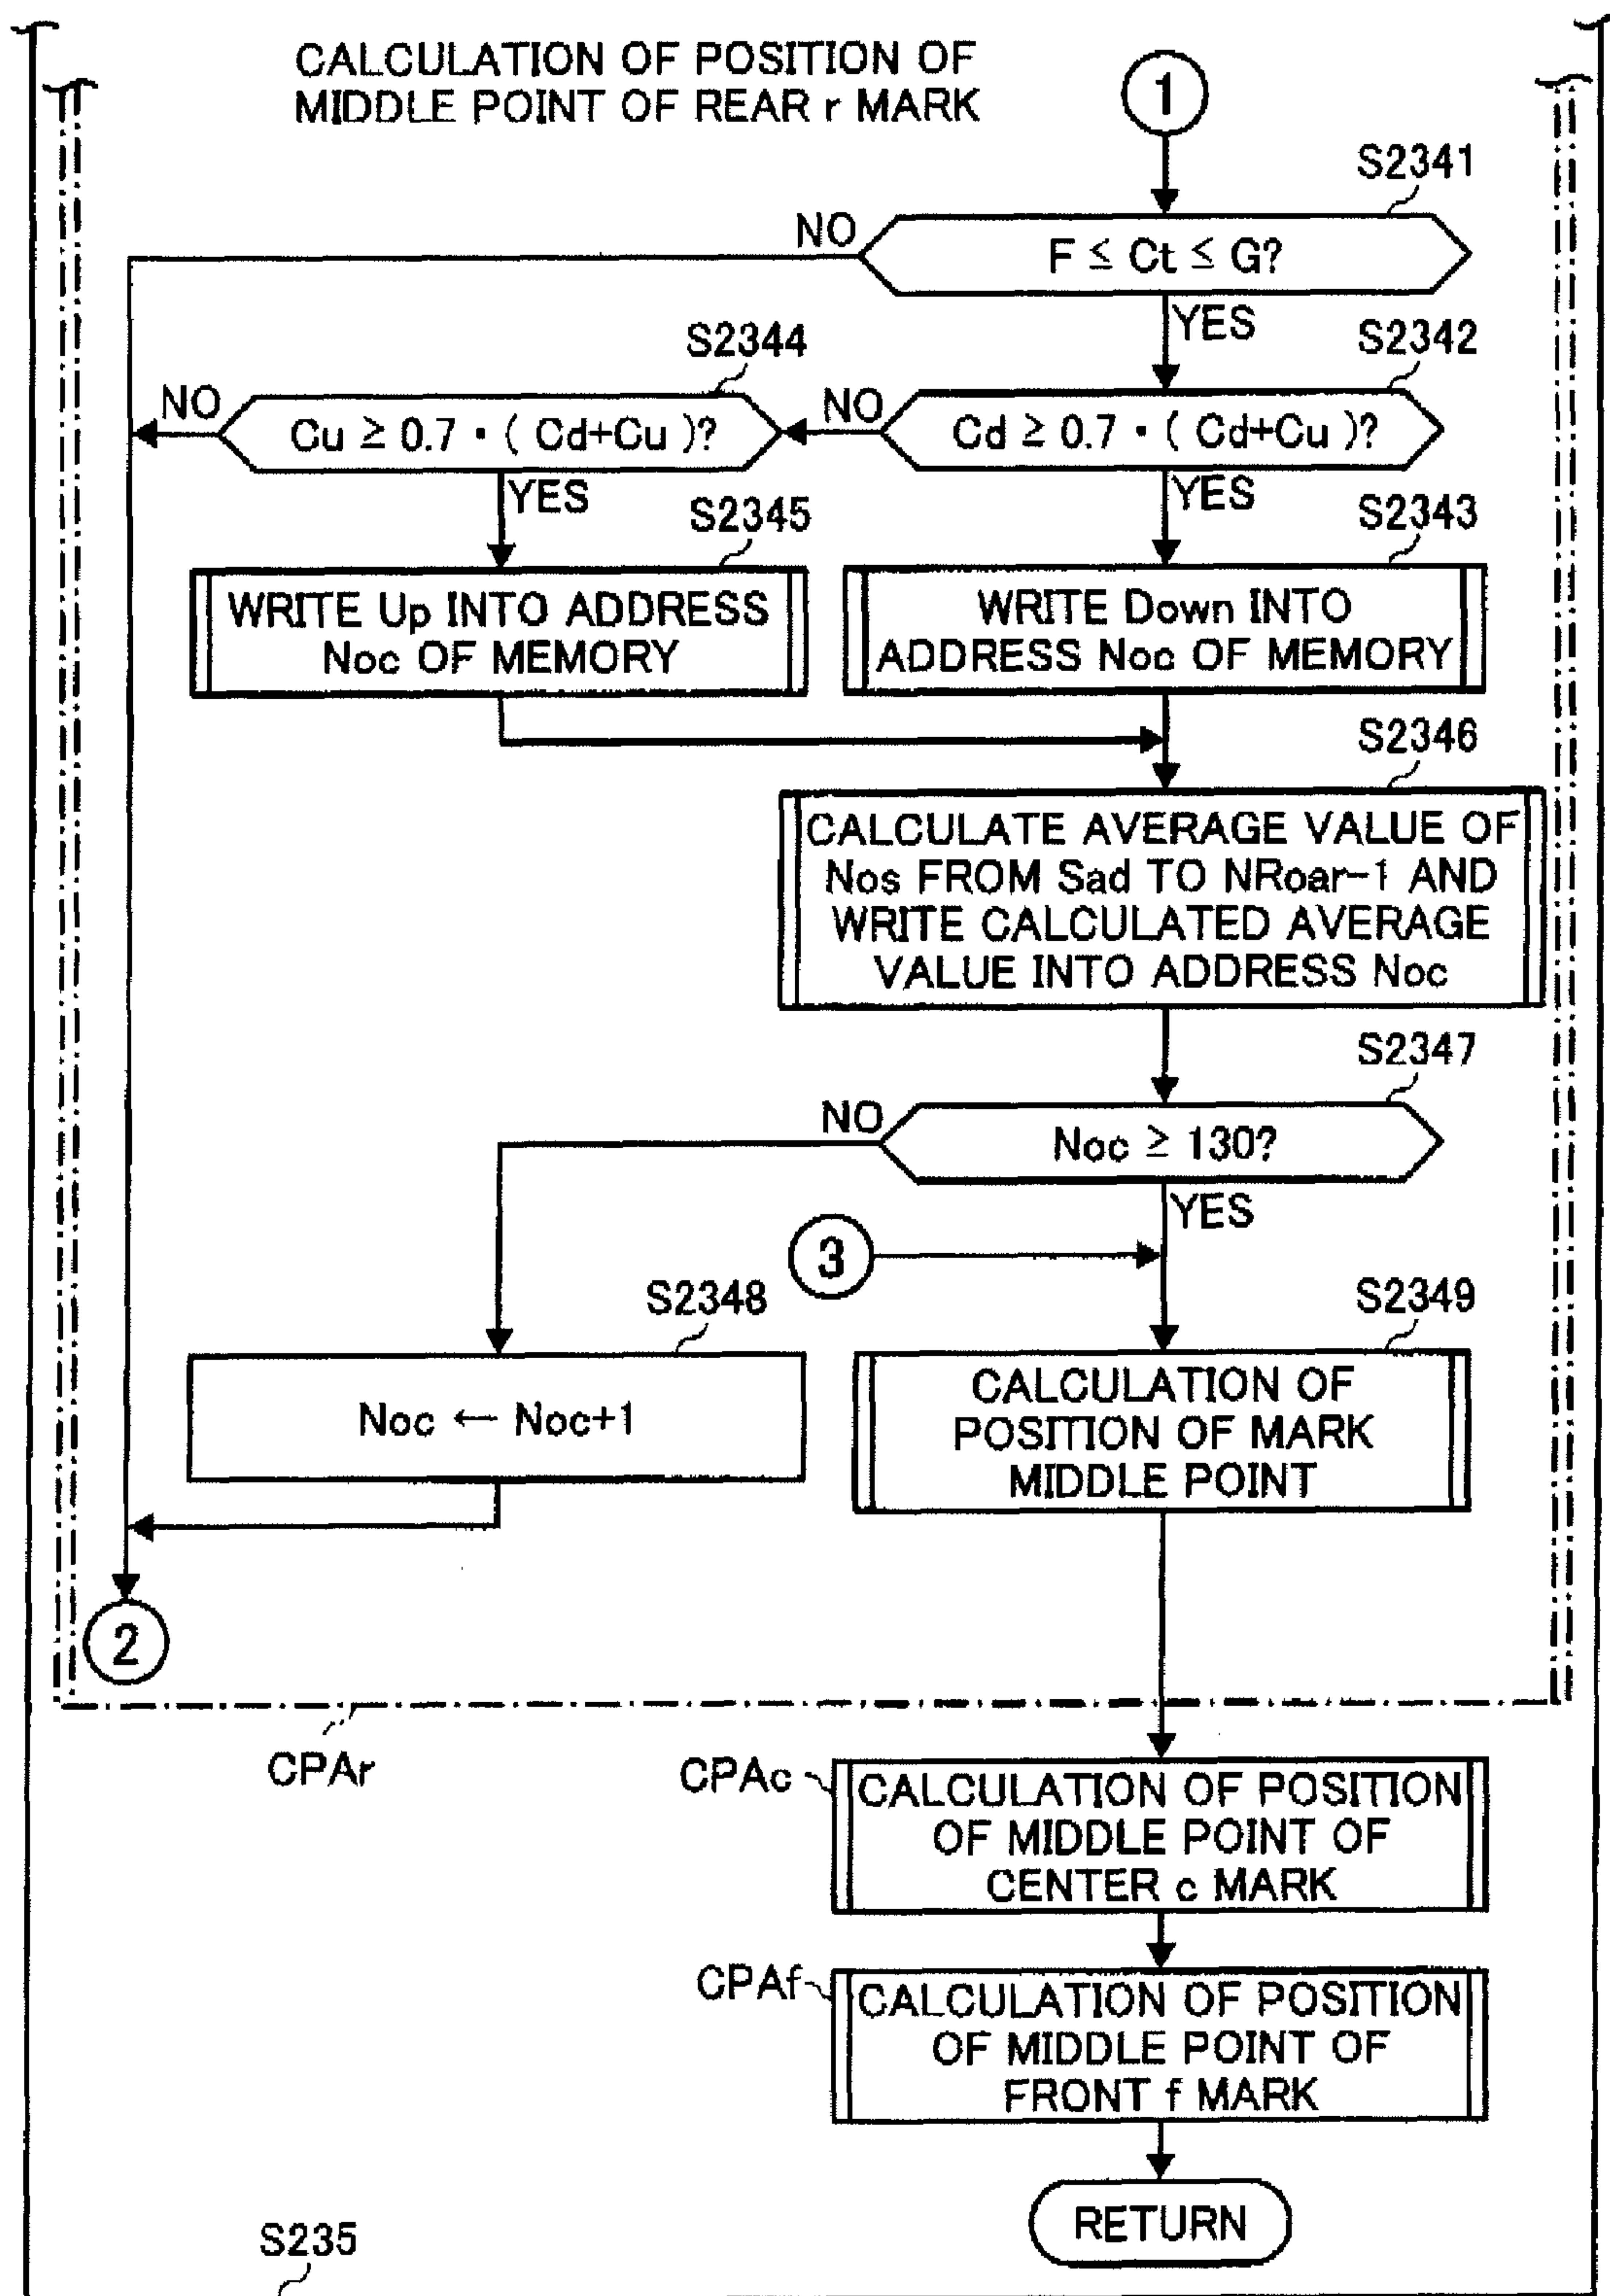 CALCULATION OF POSITION OF
MIDDLE POINT OF REAR r MARK
1
S2341
NO
F ≤ Ct ≤ G?
YES
S2344
S2342
NO
Cu ≥ 0.7 · ( Cd+Cu )?
NO
Cd ≥ 0.7 · ( Cd+Cu )?
YES
YES
S2345
S2343
WRITE Up INTO ADDRESS
Noc OF MEMORY
WRITE Down INTO
ADDRESS Noc OF MEMORY
S2346
CALCULATE AVERAGE VALUE OF
Nos FROM Sad TO NRoar-1 AND
WRITE CALCULATED AVERAGE
VALUE INTO ADDRESS Noc
S2347
NO
Noc ≥ 130?
YES
3
S2348
S2349
Noc ← Noc+1
CALCULATION OF
POSITION OF MARK
MIDDLE POINT
2
CPAr
CPAc
CALCULATION OF POSITION
OF MIDDLE POINT OF
CENTER c MARK
CPAf
CALCULATION OF POSITION
OF MIDDLE POINT OF
FRONT f MARK
RETURN
S235